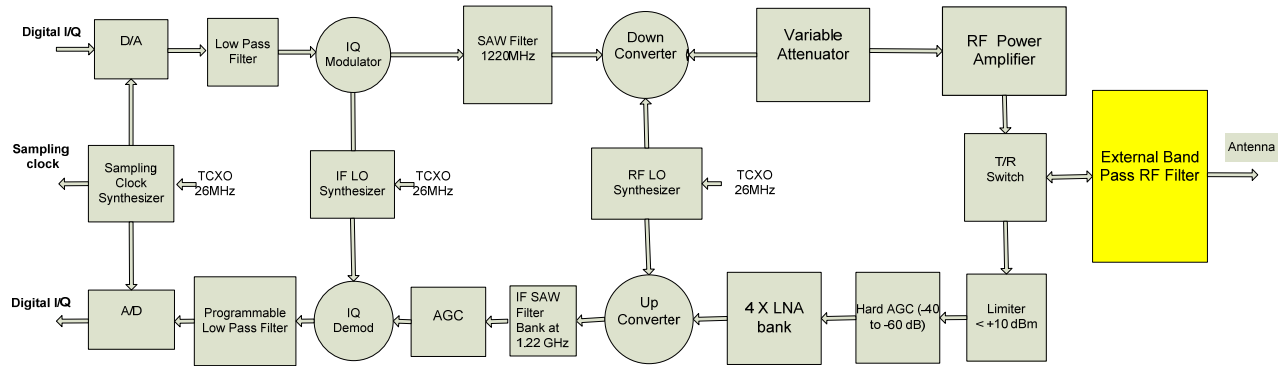 Digital I/Q
D/A
Low Pass
Filter
IQ
Modulator
SAW Filter
1220MHz
Down
Converter
Variable
Attenuator
RF Power
Amplifier
Sampling
clock
Sampling
Clock
Synthesizer
TCXO
26MHz
IF LO
Synthesizer
TCXO
26MHz
RF LO
Synthesizer
TCXO
26MHz
T/R
Switch
External Band
Pass RF Filter
Antenna
Digital I/Q
A/D
Programmable
Low Pass Filter
IQ
Demod
AGC
IF SAW
Filter
Bank at
1.22 GHz
Up
Converter
4 X LNA
bank
Hard AGC (-40
to -60 dB)
Limiter
< +10 dBm